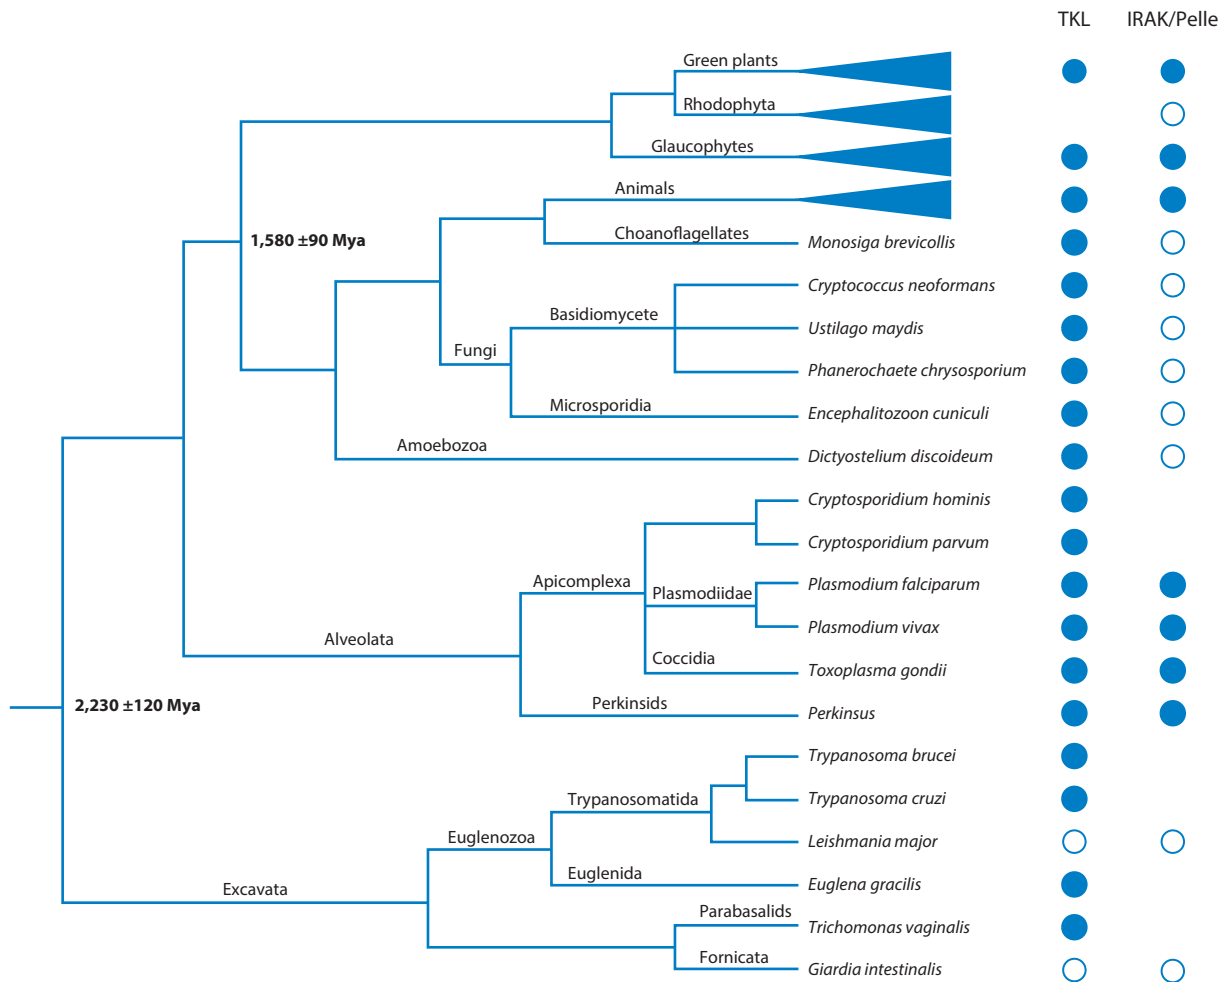 TKL IRAK/Pelle
Green plants
Rhodophyta
Glaucophytes
Animals
Choanoflagellates Monosiga brevicollis
1,580 ±90 Mya
Cryptococcus neoformans
Basidiomycete
Ustilago maydis
Fungi
Phanerochaete chrysosporium
Microsporidia Encephalitozoon cuniculi
Amoebozoa Dictyostelium discoideum
Cryptosporidium hominis
Cryptosporidium parvum
Apicomplexa Plasmodiidae Plasmodium falciparum
Plasmodium vivax
Alveolata
Coccidia Toxoplasma gondii
2,230 ±120 Mya Perkinsids Perkinsus
Trypanosoma brucei
Trypanosomatida Trypanosoma cruzi
Euglenozoa Leishmania major
Excavata Euglenida Euglena gracilis
Parabasalids Trichomonas vaginalis
Fornicata Giardia intestinalis